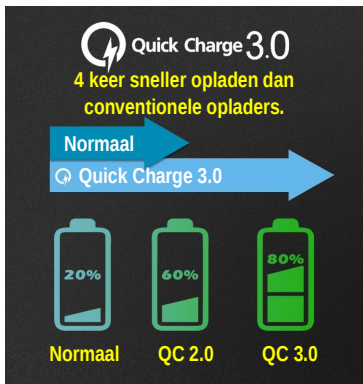 Quick Charge 3.0
4 keer sneller opladen dan
conventionele opladers.
Normaal
Quick Charge 3.0
20% 60% 80%
Normaal QC 2.0 QC 3.0